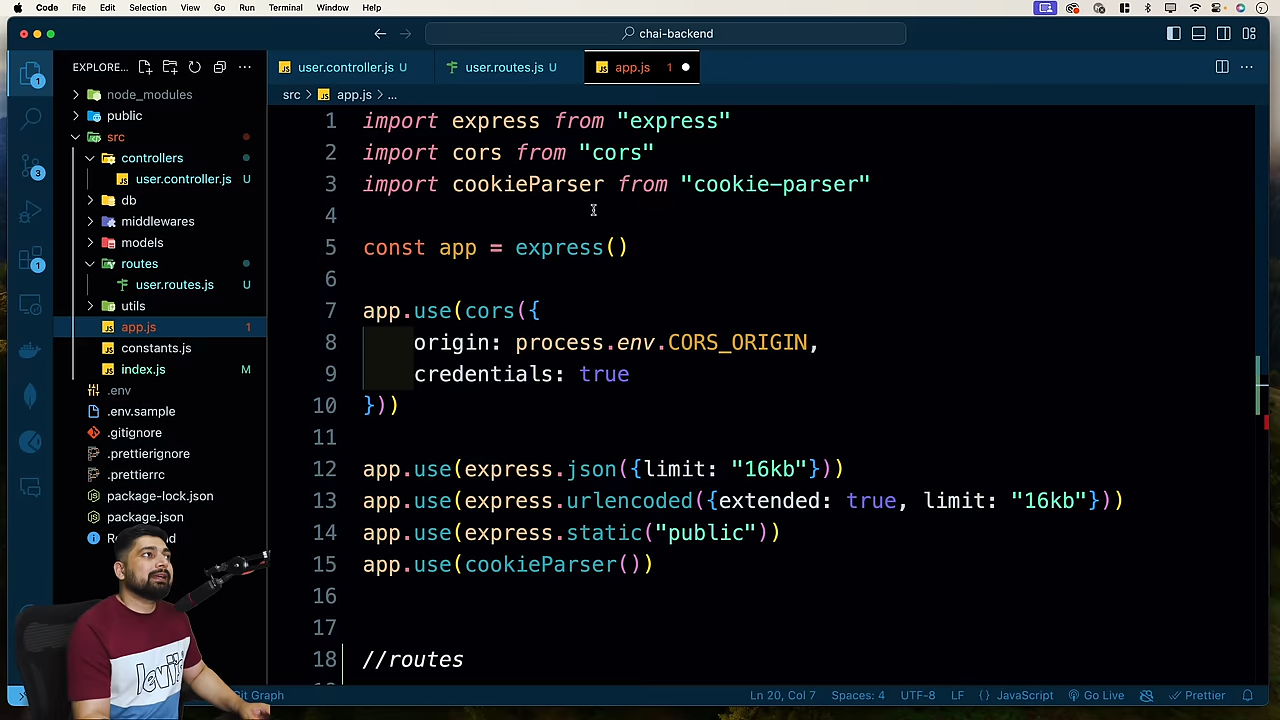 Code File Edit Selection View Go Run Terminal Window Help
chai-backend
EXPLORE...
user.controller.js U
user.routes.js U
app.js 1
src > app.js > ...
node_modules
public
src
controllers
user.controller.js U
db
middlewares
models
routes
user.routes.js U
utils
app.js 1
constants.js
index.js M
.env
.env.sample
.gitignore
.prettierignore
.prettierrc
package-lock.json
package.json
1 import express from "express"
2 import cors from "cors"
3 import cookieParser from "cookie-parser"
4
5 const app = express()
6
7 app.use(cors({
8 origin: process.env.CORS_ORIGIN,
9 credentials: true
10 }))
11
12 app.use(express.json({limit: "16kb"}))
13 app.use(express.urlencoded({extended: true, limit: "16kb"}))
14 app.use(express.static("public"))
15 app.use(cookieParser())
16
17
18 //routes
1
3
1
Git Graph
Ln 20, Col 7 Spaces: 4 UTF-8 LF {} JavaScript Go Live Prettier